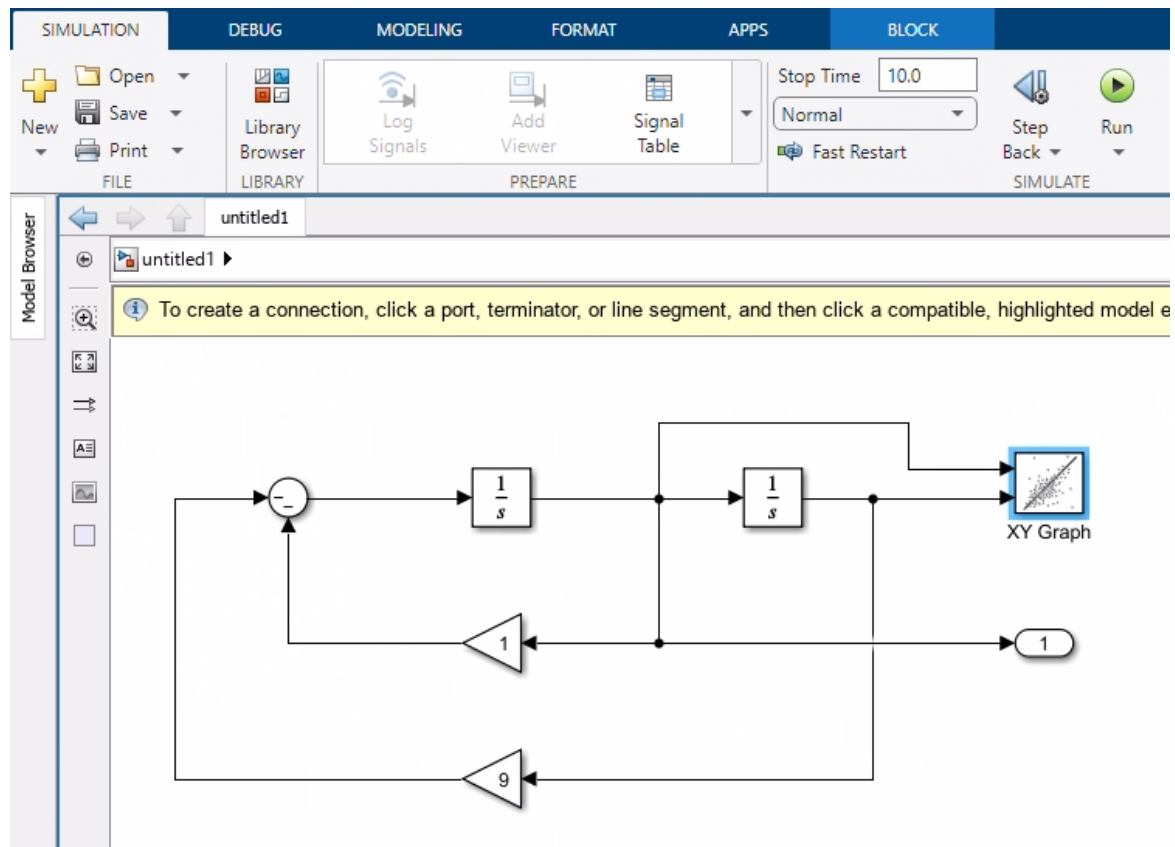 SIMULATION DEBUG MODELING FORMAT APPS BLOCK
New
Open
Save
Print
FILE
Library
Browser
LIBRARY
Log
Signals
Add
Viewer
Signal
Table
PREPARE
Stop Time 10.0
Normal
Fast Restart
Step
Back
Run
SIMULATE
Model Browser
untitled1
untitled1
To create a connection, click a port, terminator, or line segment, and then click a compatible, highlighted model e
1
s
1
s
XY Graph
1
1
9